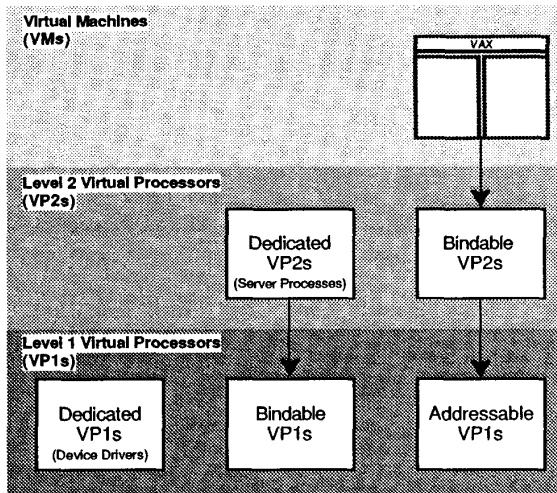 Virtual Machines
(VMs)
VAX
Level 2 Virtual Processors
(VP2s)
Dedicated
VP2s
(Server Processes)
Bindable
VP2s
Level 1 Virtual Processors
(VP1s)
Dedicated
VP1s
(Device Drivers)
Bindable
VP1s
Addressable
VP1s